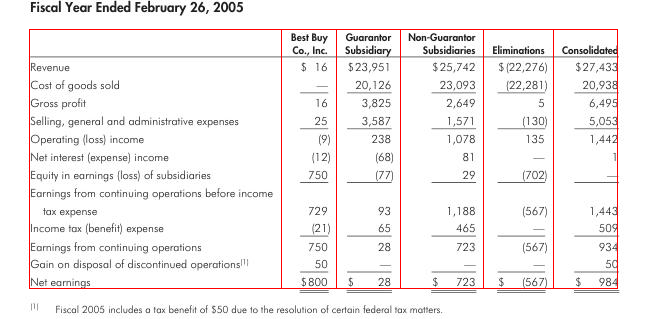 Fiscal Year Ended February 26, 2005
Best Buy Guarantor Non-Guarantor
Co., Inc. Subsidiary Subsidiaries Eliminations Consolidated
Revenue $ 16 $23,951 $25,742 $(22,276) $27,433
Cost of goods sold — 20,126 23,093 (22,281) 20,938
Gross profit 16 3,825 2,649 5 6,495
Selling, general and administrative expenses 25 3,587 1,571 (130) 5,053
Operating (loss) income (9) 238 1,078 135 1,442
Net interest (expense) income (12) (68) 81 — 1
Equity in earnings (loss) of subsidiaries 750 (77) 29 (702) —
Earnings from continuing operations before income
tax expense 729 93 1,188 (567) 1,443
Income tax (benefit) expense (21) 65 465 — 509
Earnings from continuing operations 750 28 723 (567) 934
Gain on disposal of discontinued operations(1) 50 — — — 50
Net earnings $800 $ 28 $ 723 $ (567) $ 984
(1) Fiscal 2005 includes a tax benefit of $50 due to the resolution of certain federal tax matters.